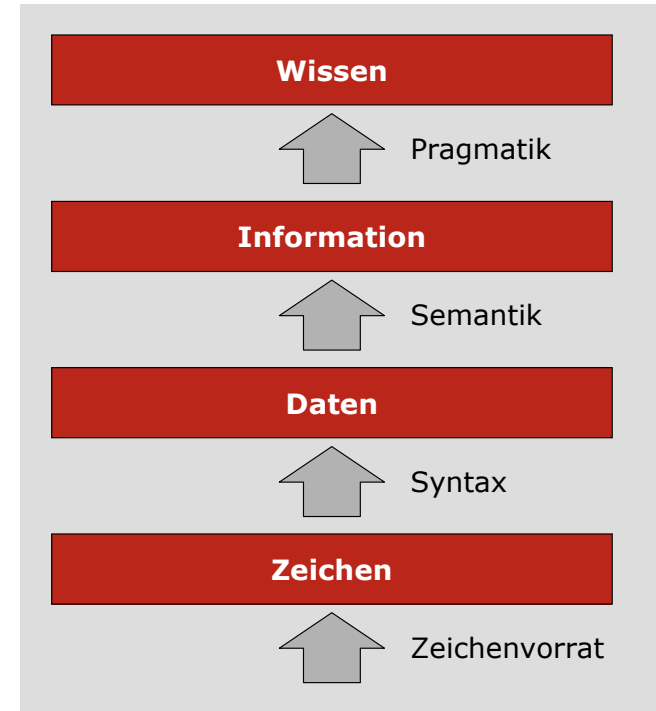 Wissen
Pragmatik
Information
Semantik
Daten
Syntax
Zeichen
Zeichenvorrat